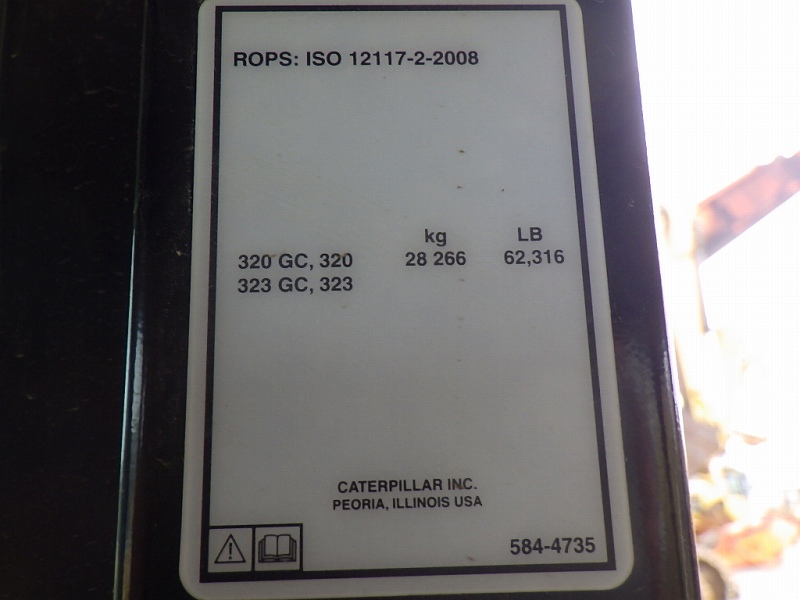 ROPS: ISO 12117-2-2008
kg LB
320 GC, 320 28 266 62,316
323 GC, 323
CATERPILLAR INC.
PEORIA, ILLINOIS USA
584-4735